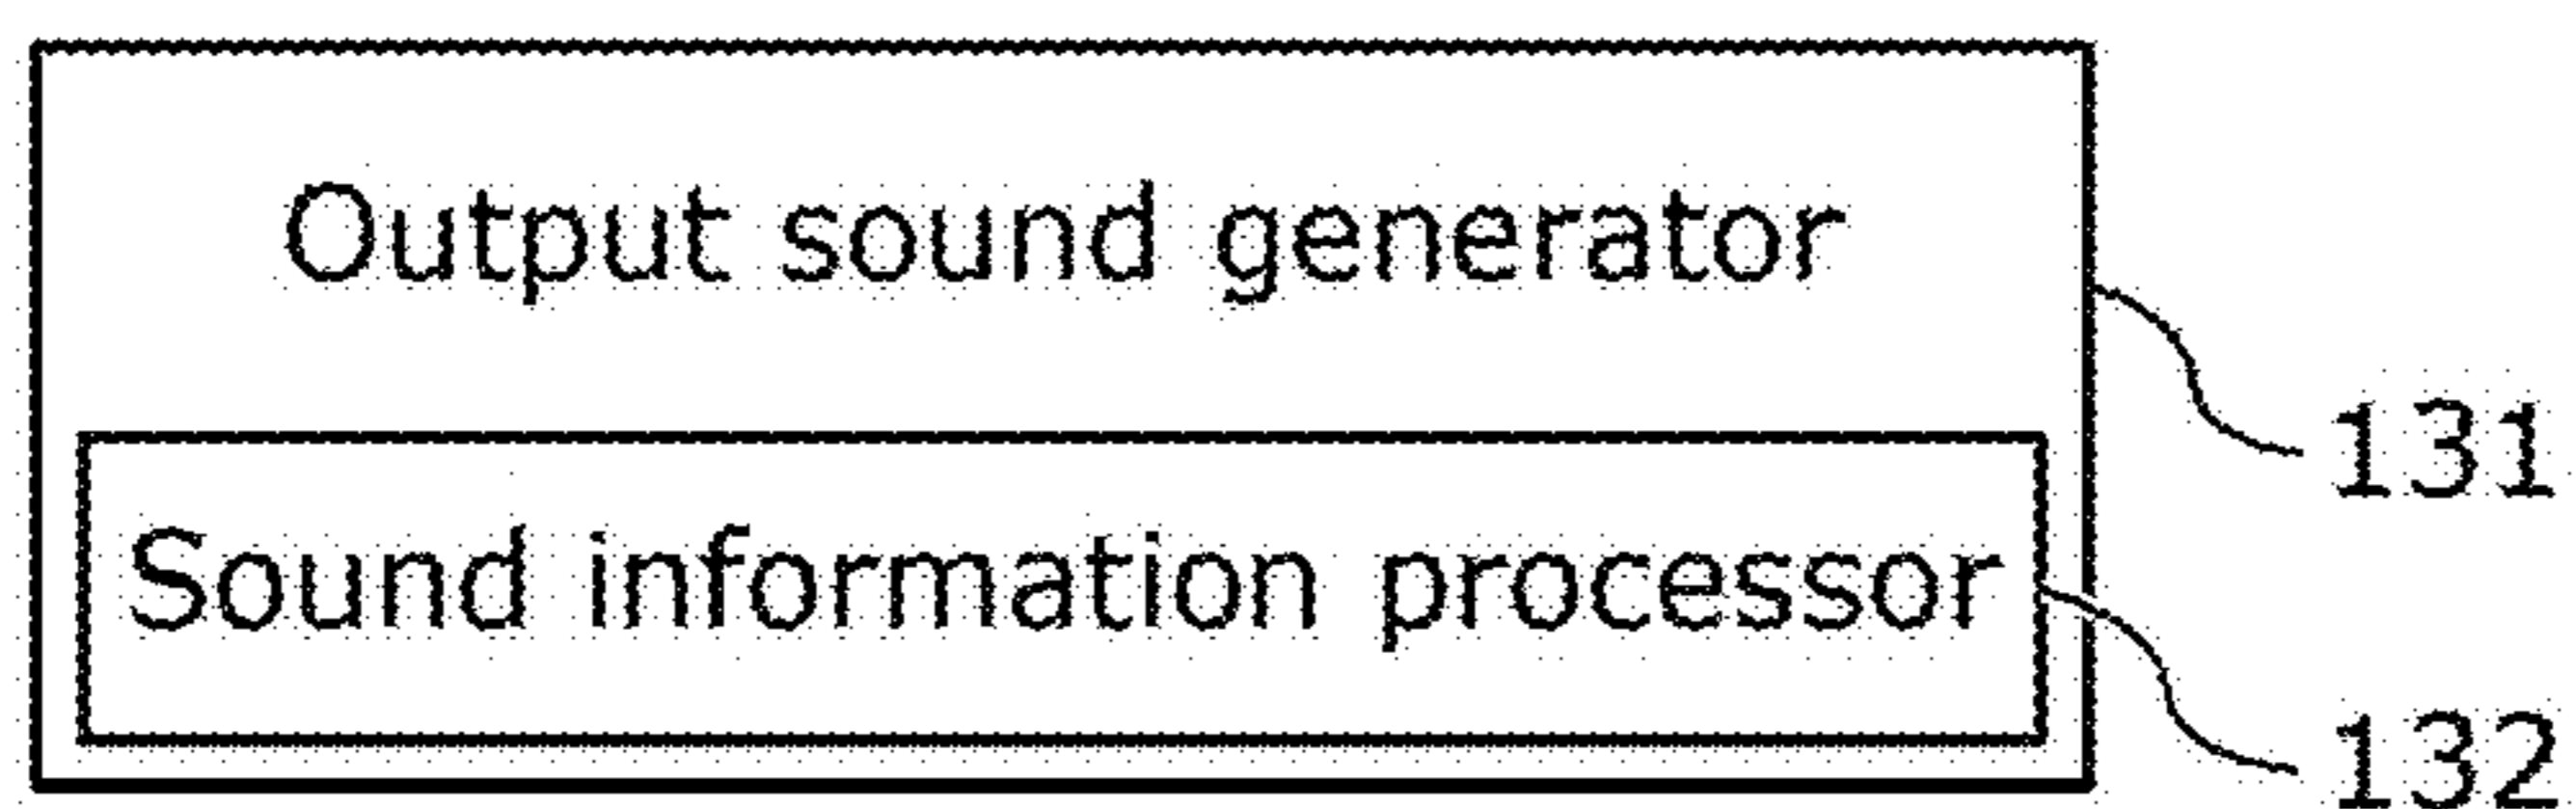 Output sound generator
131
Sound information processor
132